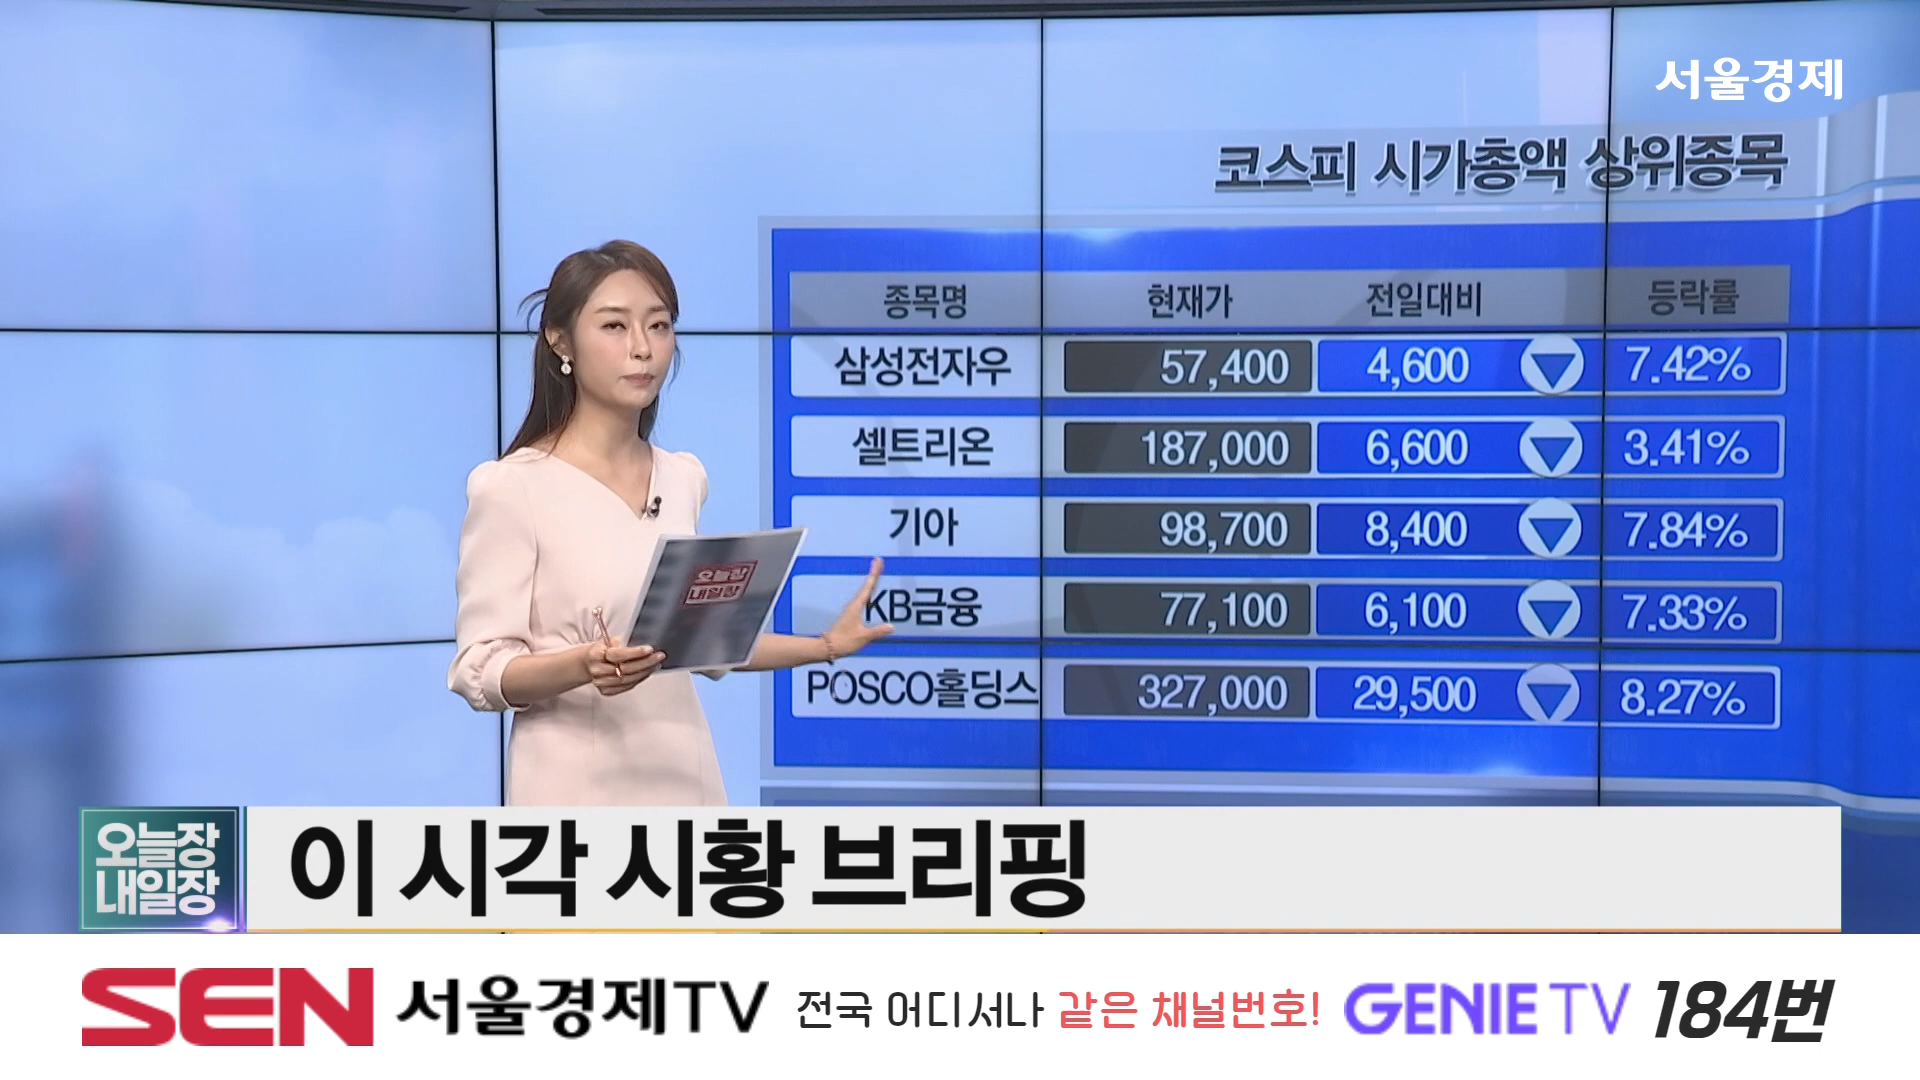 서울경제
코스피 시가총액 상위종목
종목명 현재가 전일대비 등락률
삼성전자우 57,400 4,600 ▼ 7.42%
셀트리온 187,000 6,600 ▼ 3.41%
기아 98,700 8,400 ▼ 7.84%
KB금융 77,100 6,100 ▼ 7.33%
POSCO홀딩스 327,000 29,500 ▼ 8.27%
오늘장
내일장
오늘장
내일장
이 시각 시황 브리핑
SEN 서울경제TV 전국 어디서나 같은 채널번호! GENIE TV 184번